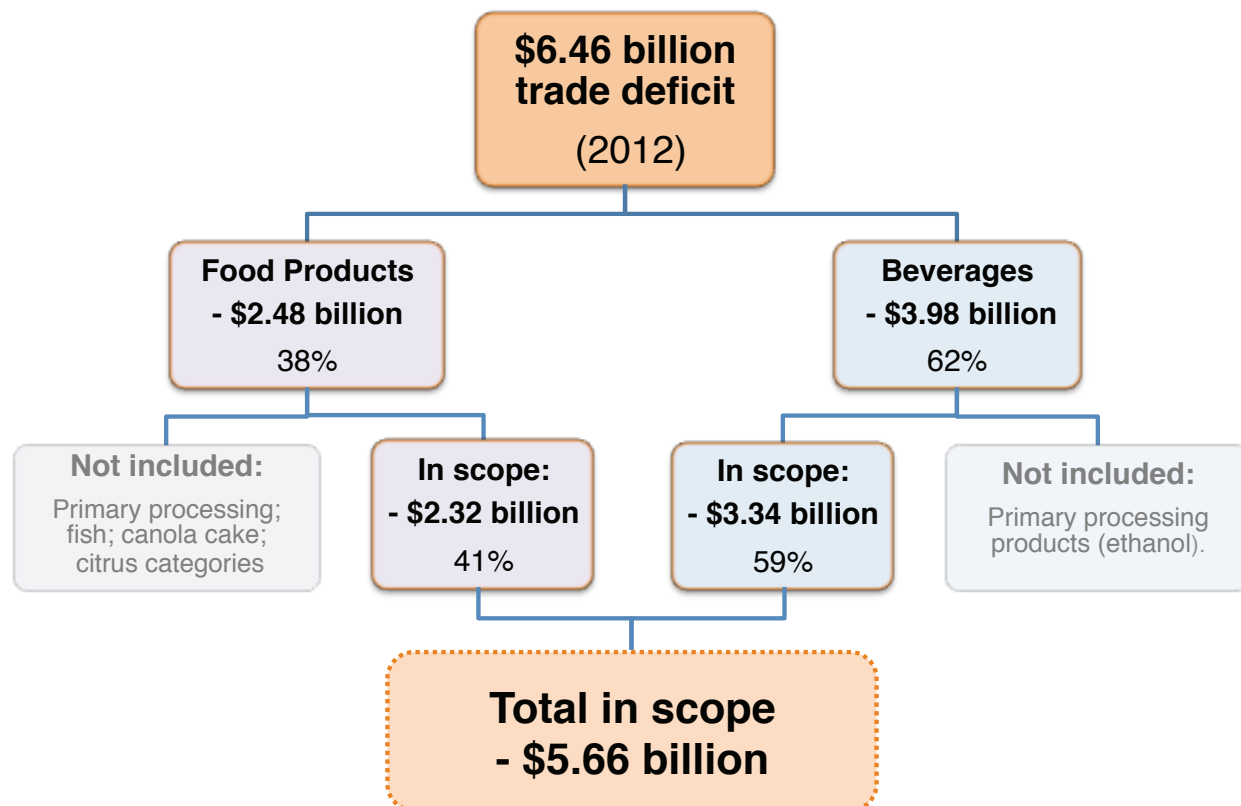 $6.46 billion
trade deficit
(2012)
Food Products
- $2.48 billion
38%
Beverages
- $3.98 billion
62%
Not included:
Primary processing;
fish; canola cake;
citrus categories
In scope:
- $2.32 billion
41%
In scope:
- $3.34 billion
59%
Not included:
Primary processing
products (ethanol).
Total in scope
- $5.66 billion